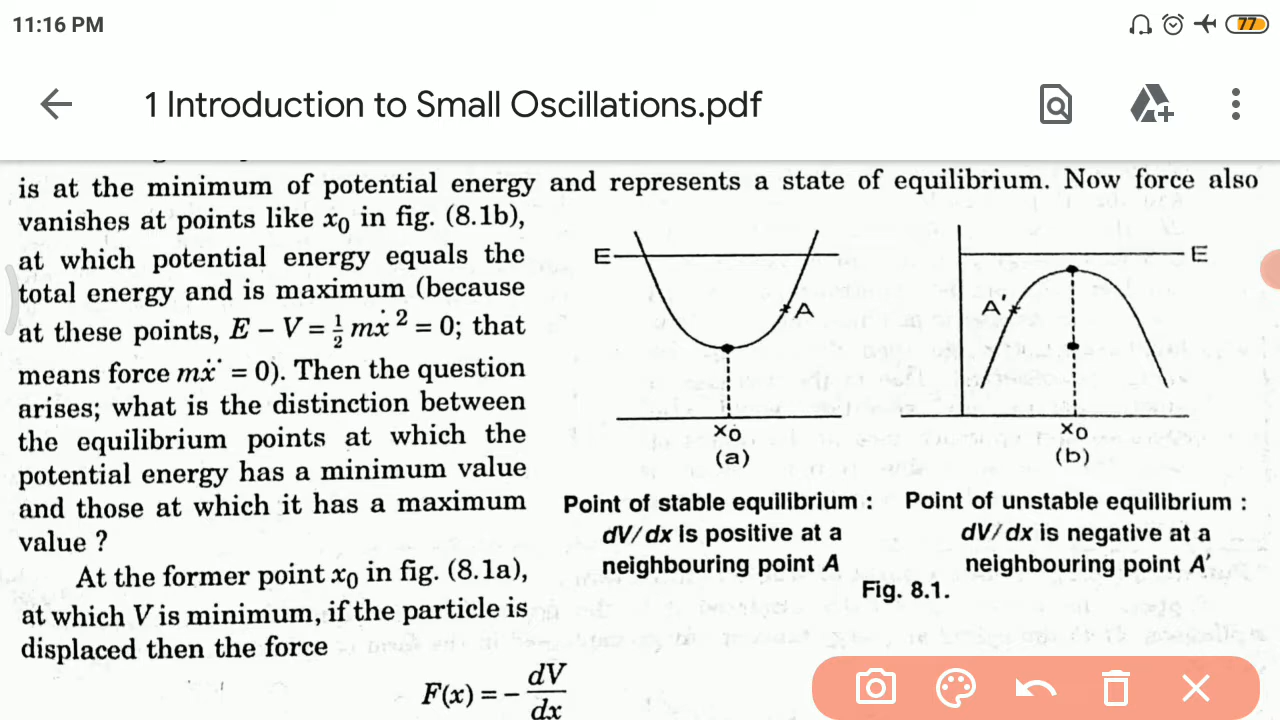 11:16 PM
77
1 Introduction to Small Oscillations.pdf
is at the minimum of potential energy and represents a state of equilibrium. Now force also
vanishes at points like x₀ in fig. (8.1b),
at which potential energy equals the
total energy and is maximum (because
at these points, E − V = ½ mẋ² = 0; that
means force mẍ = 0). Then the question
arises; what is the distinction between
the equilibrium points at which the
potential energy has a minimum value
and those at which it has a maximum
value ?
At the former point x₀ in fig. (8.1a),
at which V is minimum, if the particle is
displaced then the force
F(x) = − dV/dx
E
A
x₀
(a)
Point of stable equilibrium :
dV/dx is positive at a
neighbouring point A
E
A′
x₀
(b)
Point of unstable equilibrium :
dV/dx is negative at a
neighbouring point A′
Fig. 8.1.